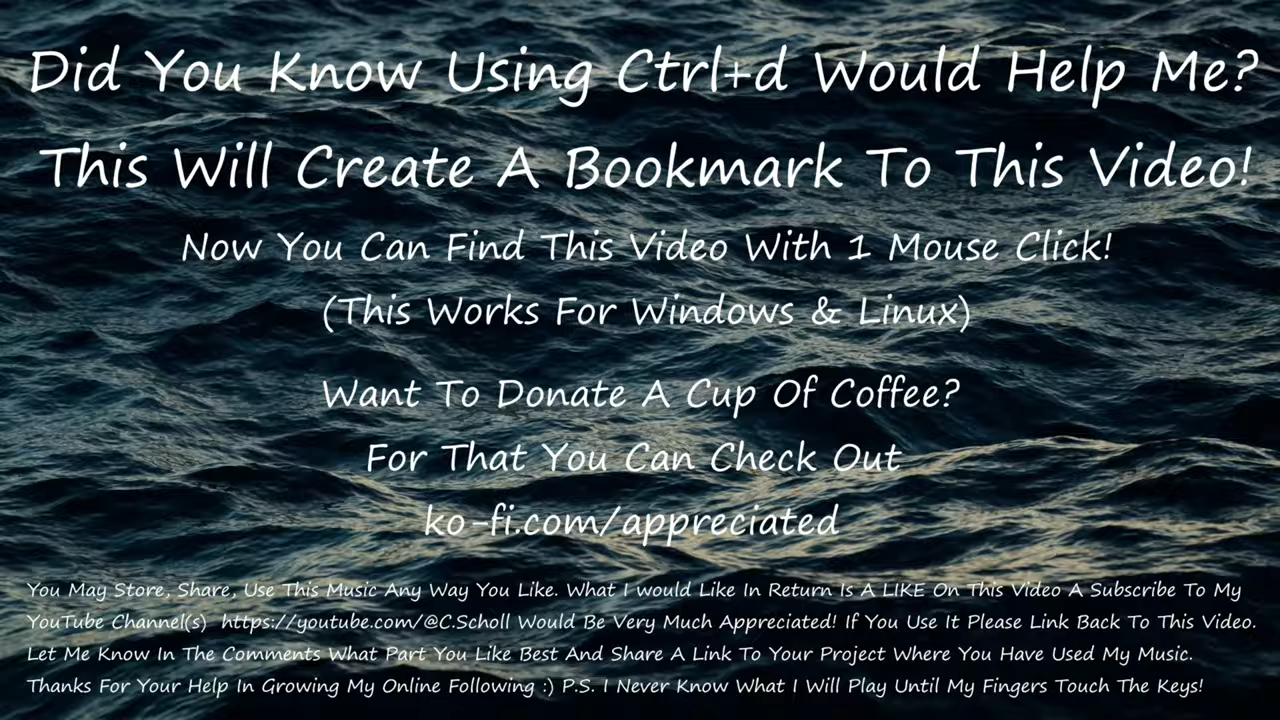 Did You Know Using Ctrl+d Would Help Me?
This Will Create A Bookmark To This Video!
Now You Can Find This Video With 1 Mouse Click!
(This Works For Windows & Linux)
Want To Donate A Cup Of Coffee?
For That You Can Check Out
ko-fi.com/appreciated
You May Store, Share, Use This Music Any Way You Like. What I would Like In Return Is A LIKE On This Video A Subscribe To My
YouTube Channel(s) https://youtube.com/@C.Scholl Would Be Very Much Appreciated! If You Use It Please Link Back To This Video.
Let Me Know In The Comments What Part You Like Best And Share A Link To Your Project Where You Have Used My Music.
Thanks For Your Help In Growing My Online Following :) P.S. I Never Know What I Will Play Until My Fingers Touch The Keys!